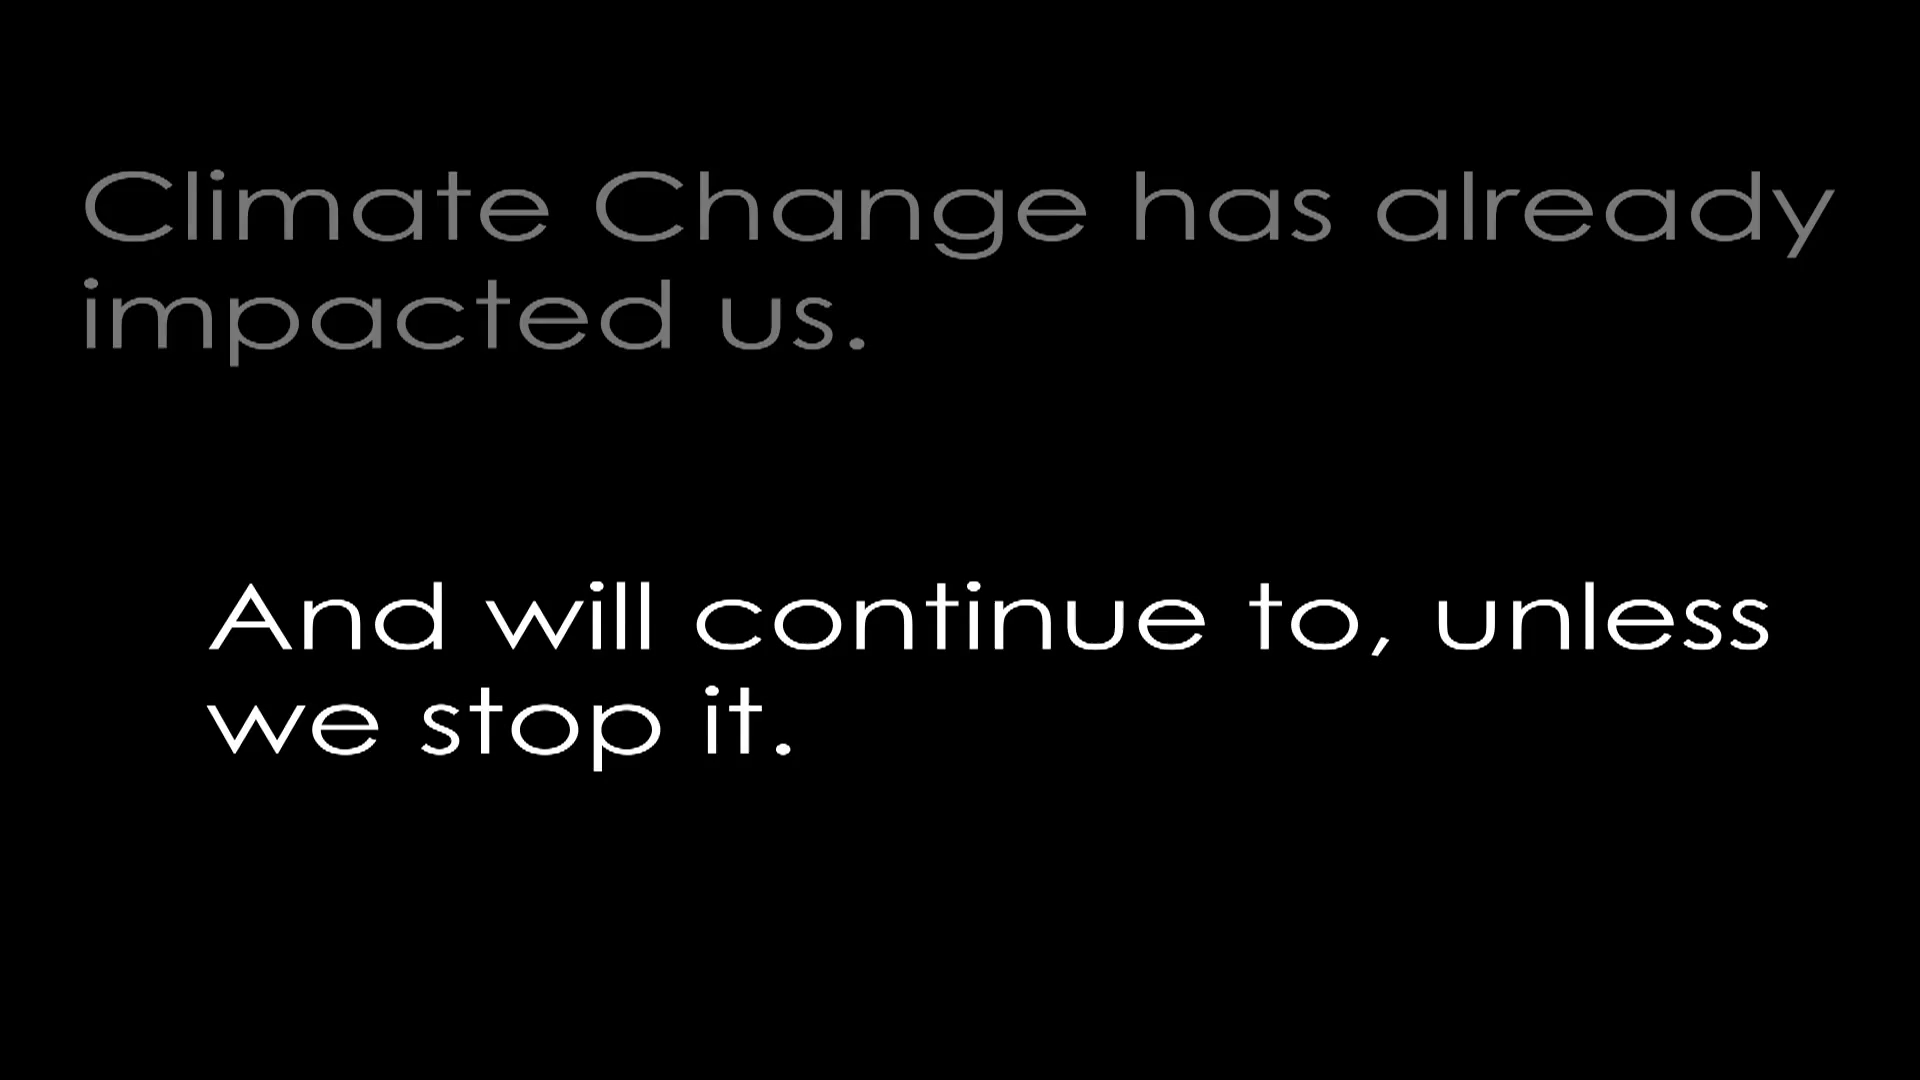 Climate Change has already
impacted us.
And will continue to, unless
we stop it.